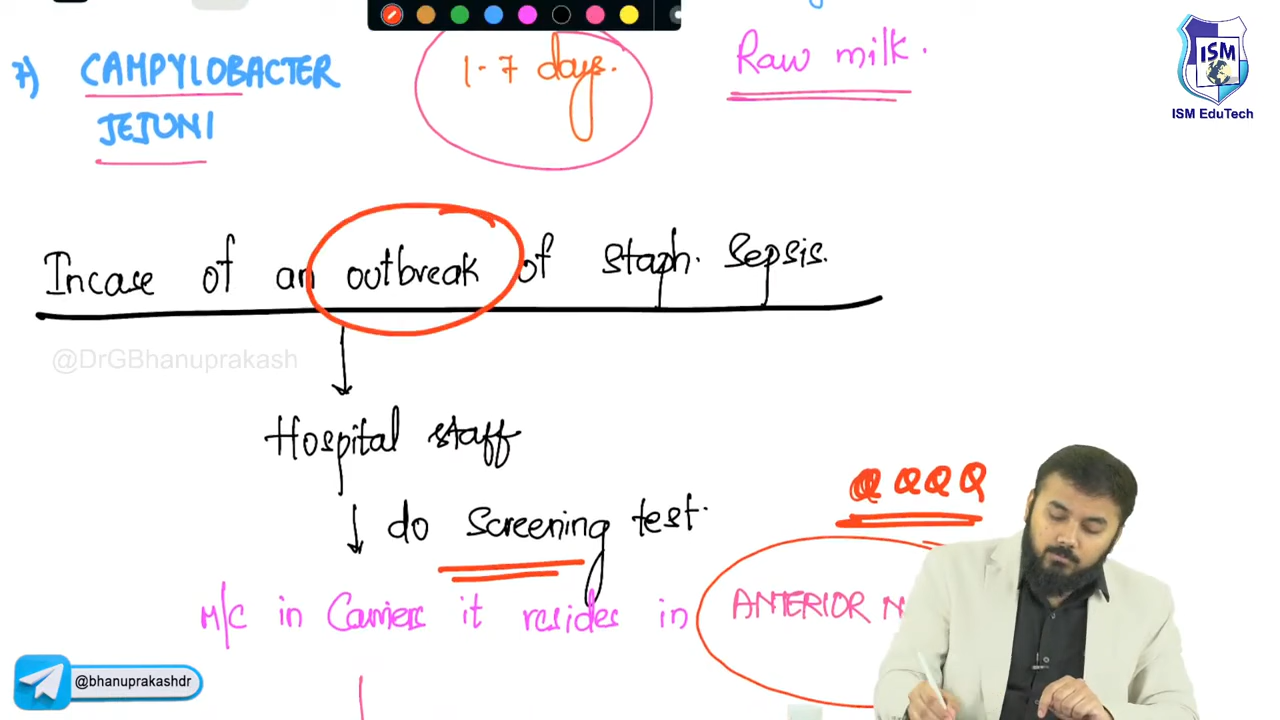 7) CAMPYLOBACTER JEJUNI
1-7 days.
Raw milk.
ISM
ISM EduTech
Incase of an outbreak of staph. sepsis.
@DrGBhanuprakash
Hospital staff
do screening test.
Q Q Q Q
M/C in Carriers it resides in ANTERIOR N
@bhanuprakashdr